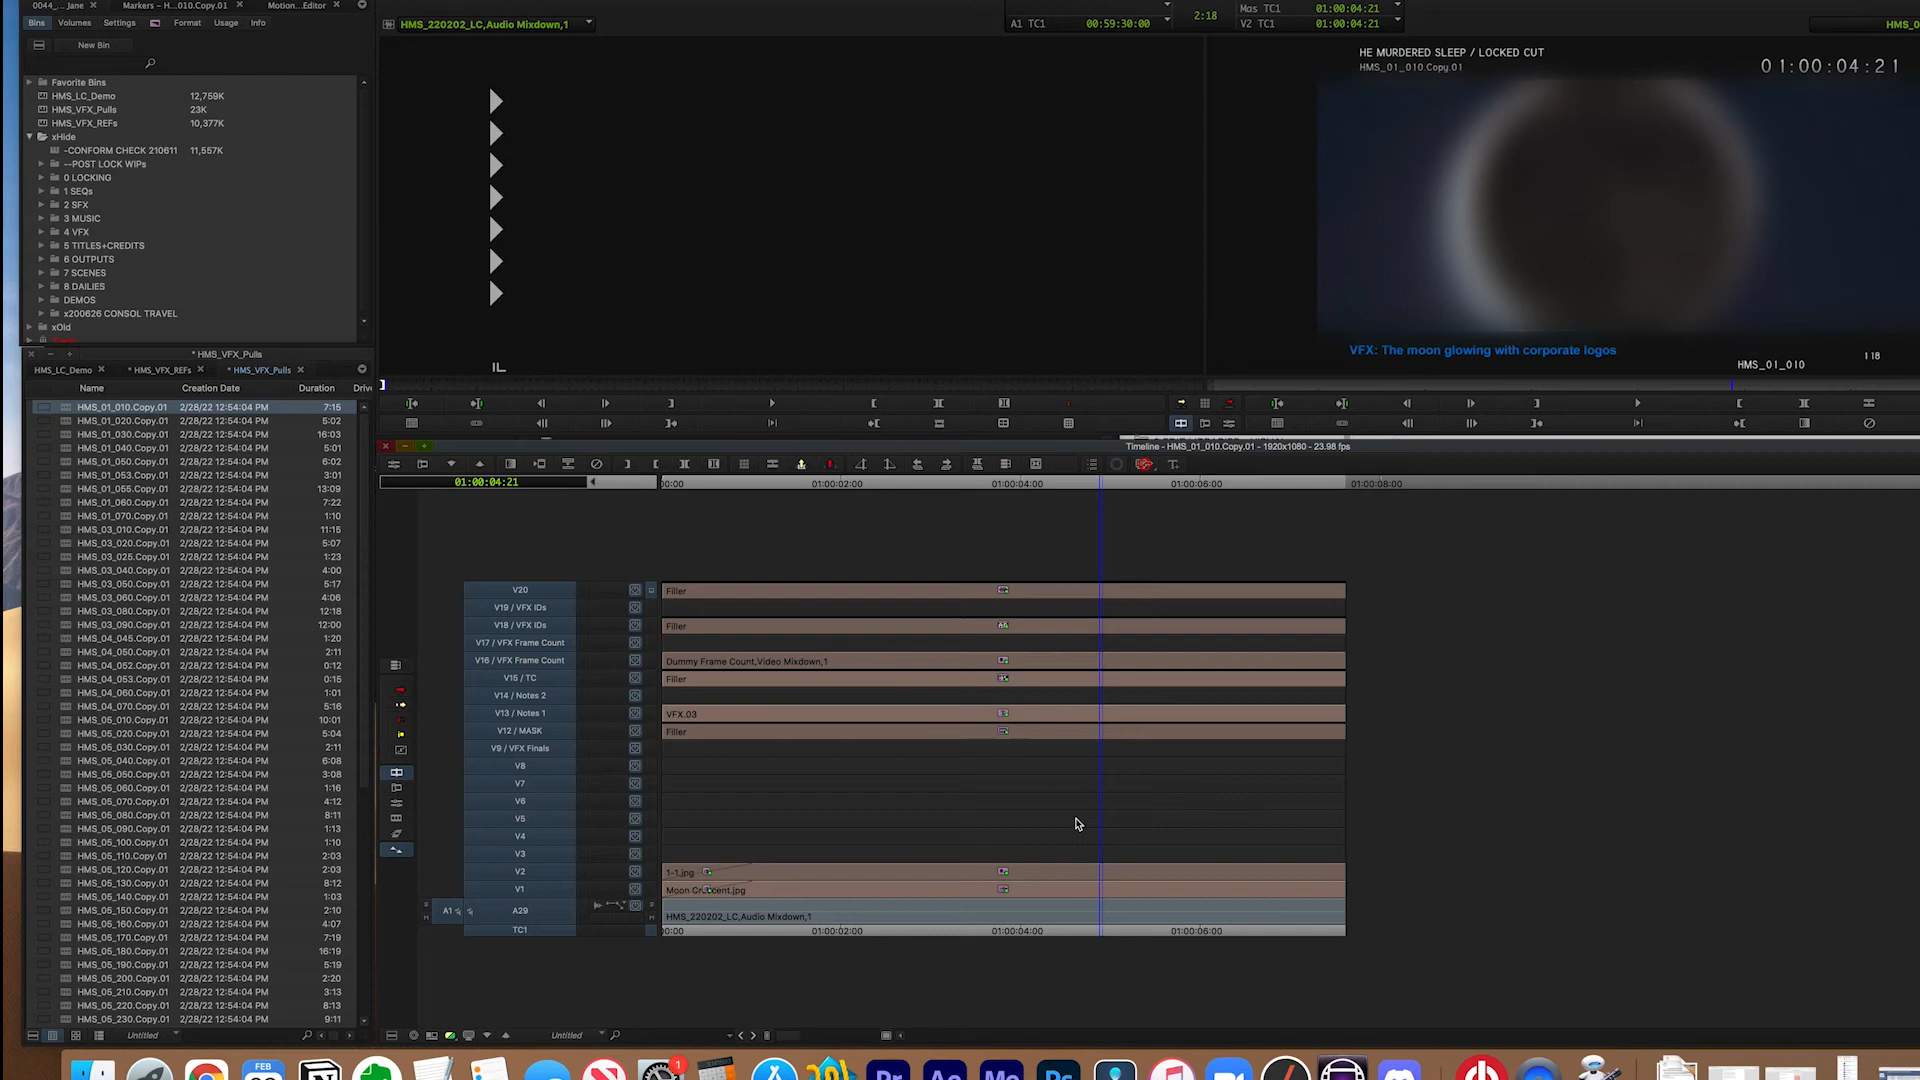 0044_... Jane
Markers - H...010.Copy.01
Motion...Editor
Bins
Volumes
Settings
Format
Usage
Info
New Bin
Favorite Bins
HMS_LC_Demo 12,759K
HMS_VFX_Pulls 23K
HMS_VFX_REFs 10,377K
xHide
-CONFORM CHECK 210611 11,557K
--POST LOCK WIPs
0 LOCKING
1 SEQs
2 SFX
3 MUSIC
4 VFX
5 TITLES+CREDITS
6 OUTPUTS
7 SCENES
8 DAILIES
DEMOS
x200626 CONSOL TRAVEL
xOld
* HMS_VFX_Pulls
HMS_LC_Demo
* HMS_VFX_REFs
* HMS_VFX_Pulls
Name Creation Date Duration Drive
HMS_01_010.Copy.01 2/28/22 12:54:04 PM 7:15
HMS_01_020.Copy.01 2/28/22 12:54:04 PM 5:02
HMS_01_030.Copy.01 2/28/22 12:54:04 PM 16:03
HMS_01_040.Copy.01 2/28/22 12:54:04 PM 5:01
HMS_01_050.Copy.01 2/28/22 12:54:04 PM 6:02
HMS_01_053.Copy.01 2/28/22 12:54:04 PM 3:01
HMS_01_055.Copy.01 2/28/22 12:54:04 PM 13:09
HMS_01_060.Copy.01 2/28/22 12:54:04 PM 7:22
HMS_01_070.Copy.01 2/28/22 12:54:04 PM 1:10
HMS_03_010.Copy.01 2/28/22 12:54:04 PM 11:15
HMS_03_020.Copy.01 2/28/22 12:54:04 PM 5:07
HMS_03_025.Copy.01 2/28/22 12:54:04 PM 1:23
HMS_03_040.Copy.01 2/28/22 12:54:04 PM 4:00
HMS_03_050.Copy.01 2/28/22 12:54:04 PM 5:17
HMS_03_060.Copy.01 2/28/22 12:54:04 PM 4:06
HMS_03_080.Copy.01 2/28/22 12:54:04 PM 12:18
HMS_03_090.Copy.01 2/28/22 12:54:04 PM 12:00
HMS_04_045.Copy.01 2/28/22 12:54:04 PM 1:20
HMS_04_050.Copy.01 2/28/22 12:54:04 PM 2:11
HMS_04_052.Copy.01 2/28/22 12:54:04 PM 0:12
HMS_04_053.Copy.01 2/28/22 12:54:04 PM 0:15
HMS_04_060.Copy.01 2/28/22 12:54:04 PM 1:01
HMS_04_070.Copy.01 2/28/22 12:54:04 PM 5:16
HMS_05_010.Copy.01 2/28/22 12:54:04 PM 10:01
HMS_05_020.Copy.01 2/28/22 12:54:04 PM 5:04
HMS_05_030.Copy.01 2/28/22 12:54:04 PM 2:11
HMS_05_040.Copy.01 2/28/22 12:54:04 PM 6:08
HMS_05_050.Copy.01 2/28/22 12:54:04 PM 3:08
HMS_05_060.Copy.01 2/28/22 12:54:04 PM 1:16
HMS_05_070.Copy.01 2/28/22 12:54:04 PM 4:12
HMS_05_080.Copy.01 2/28/22 12:54:04 PM 8:11
HMS_05_090.Copy.01 2/28/22 12:54:04 PM 1:13
HMS_05_100.Copy.01 2/28/22 12:54:04 PM 1:10
HMS_05_110.Copy.01 2/28/22 12:54:04 PM 2:03
HMS_05_120.Copy.01 2/28/22 12:54:04 PM 2:03
HMS_05_130.Copy.01 2/28/22 12:54:04 PM 8:12
HMS_05_140.Copy.01 2/28/22 12:54:04 PM 1:03
HMS_05_150.Copy.01 2/28/22 12:54:04 PM 2:10
HMS_05_160.Copy.01 2/28/22 12:54:04 PM 4:07
HMS_05_170.Copy.01 2/28/22 12:54:04 PM 7:19
HMS_05_180.Copy.01 2/28/22 12:54:04 PM 16:19
HMS_05_190.Copy.01 2/28/22 12:54:04 PM 5:19
HMS_05_200.Copy.01 2/28/22 12:54:04 PM 2:20
HMS_05_210.Copy.01 2/28/22 12:54:04 PM 3:13
HMS_05_220.Copy.01 2/28/22 12:54:04 PM 8:13
HMS_05_230.Copy.01 2/28/22 12:54:04 PM 9:11
Untitled
HMS_220202_LC,Audio Mixdown,1
A1 TC1 00:59:30:00
2:18
Mas TC1 01:00:04:21
V2 TC1 01:00:04:21
HMS_0
HE MURDERED SLEEP / LOCKED CUT
HMS_01_010.Copy.01
01:00:04:21
VFX: The moon glowing with corporate logos
HMS_01_010
118
Timeline - HMS_01_010.Copy.01 - 1920x1080 - 23.98 fps
01:00:04:21
00:00 01:00:02:00 01:00:04:00 01:00:06:00 01:00:08:00
V20 Filler
V19 / VFX IDs
V18 / VFX IDs Filler
V17 / VFX Frame Count
V16 / VFX Frame Count Dummy Frame Count,Video Mixdown,1
V15 / TC Filler
V14 / Notes 2
V13 / Notes 1 VFX.03
V12 / MASK Filler
V9 / VFX Finals
V8
V7
V6
V5
V4
V3
V2 1-1.jpg
V1 Moon Crescent.jpg
A1 A29 HMS_220202_LC,Audio Mixdown,1
TC1 00:00 01:00:02:00 01:00:04:00 01:00:06:00
Untitled
FEB
1
Pr
Ae
Me
Ps